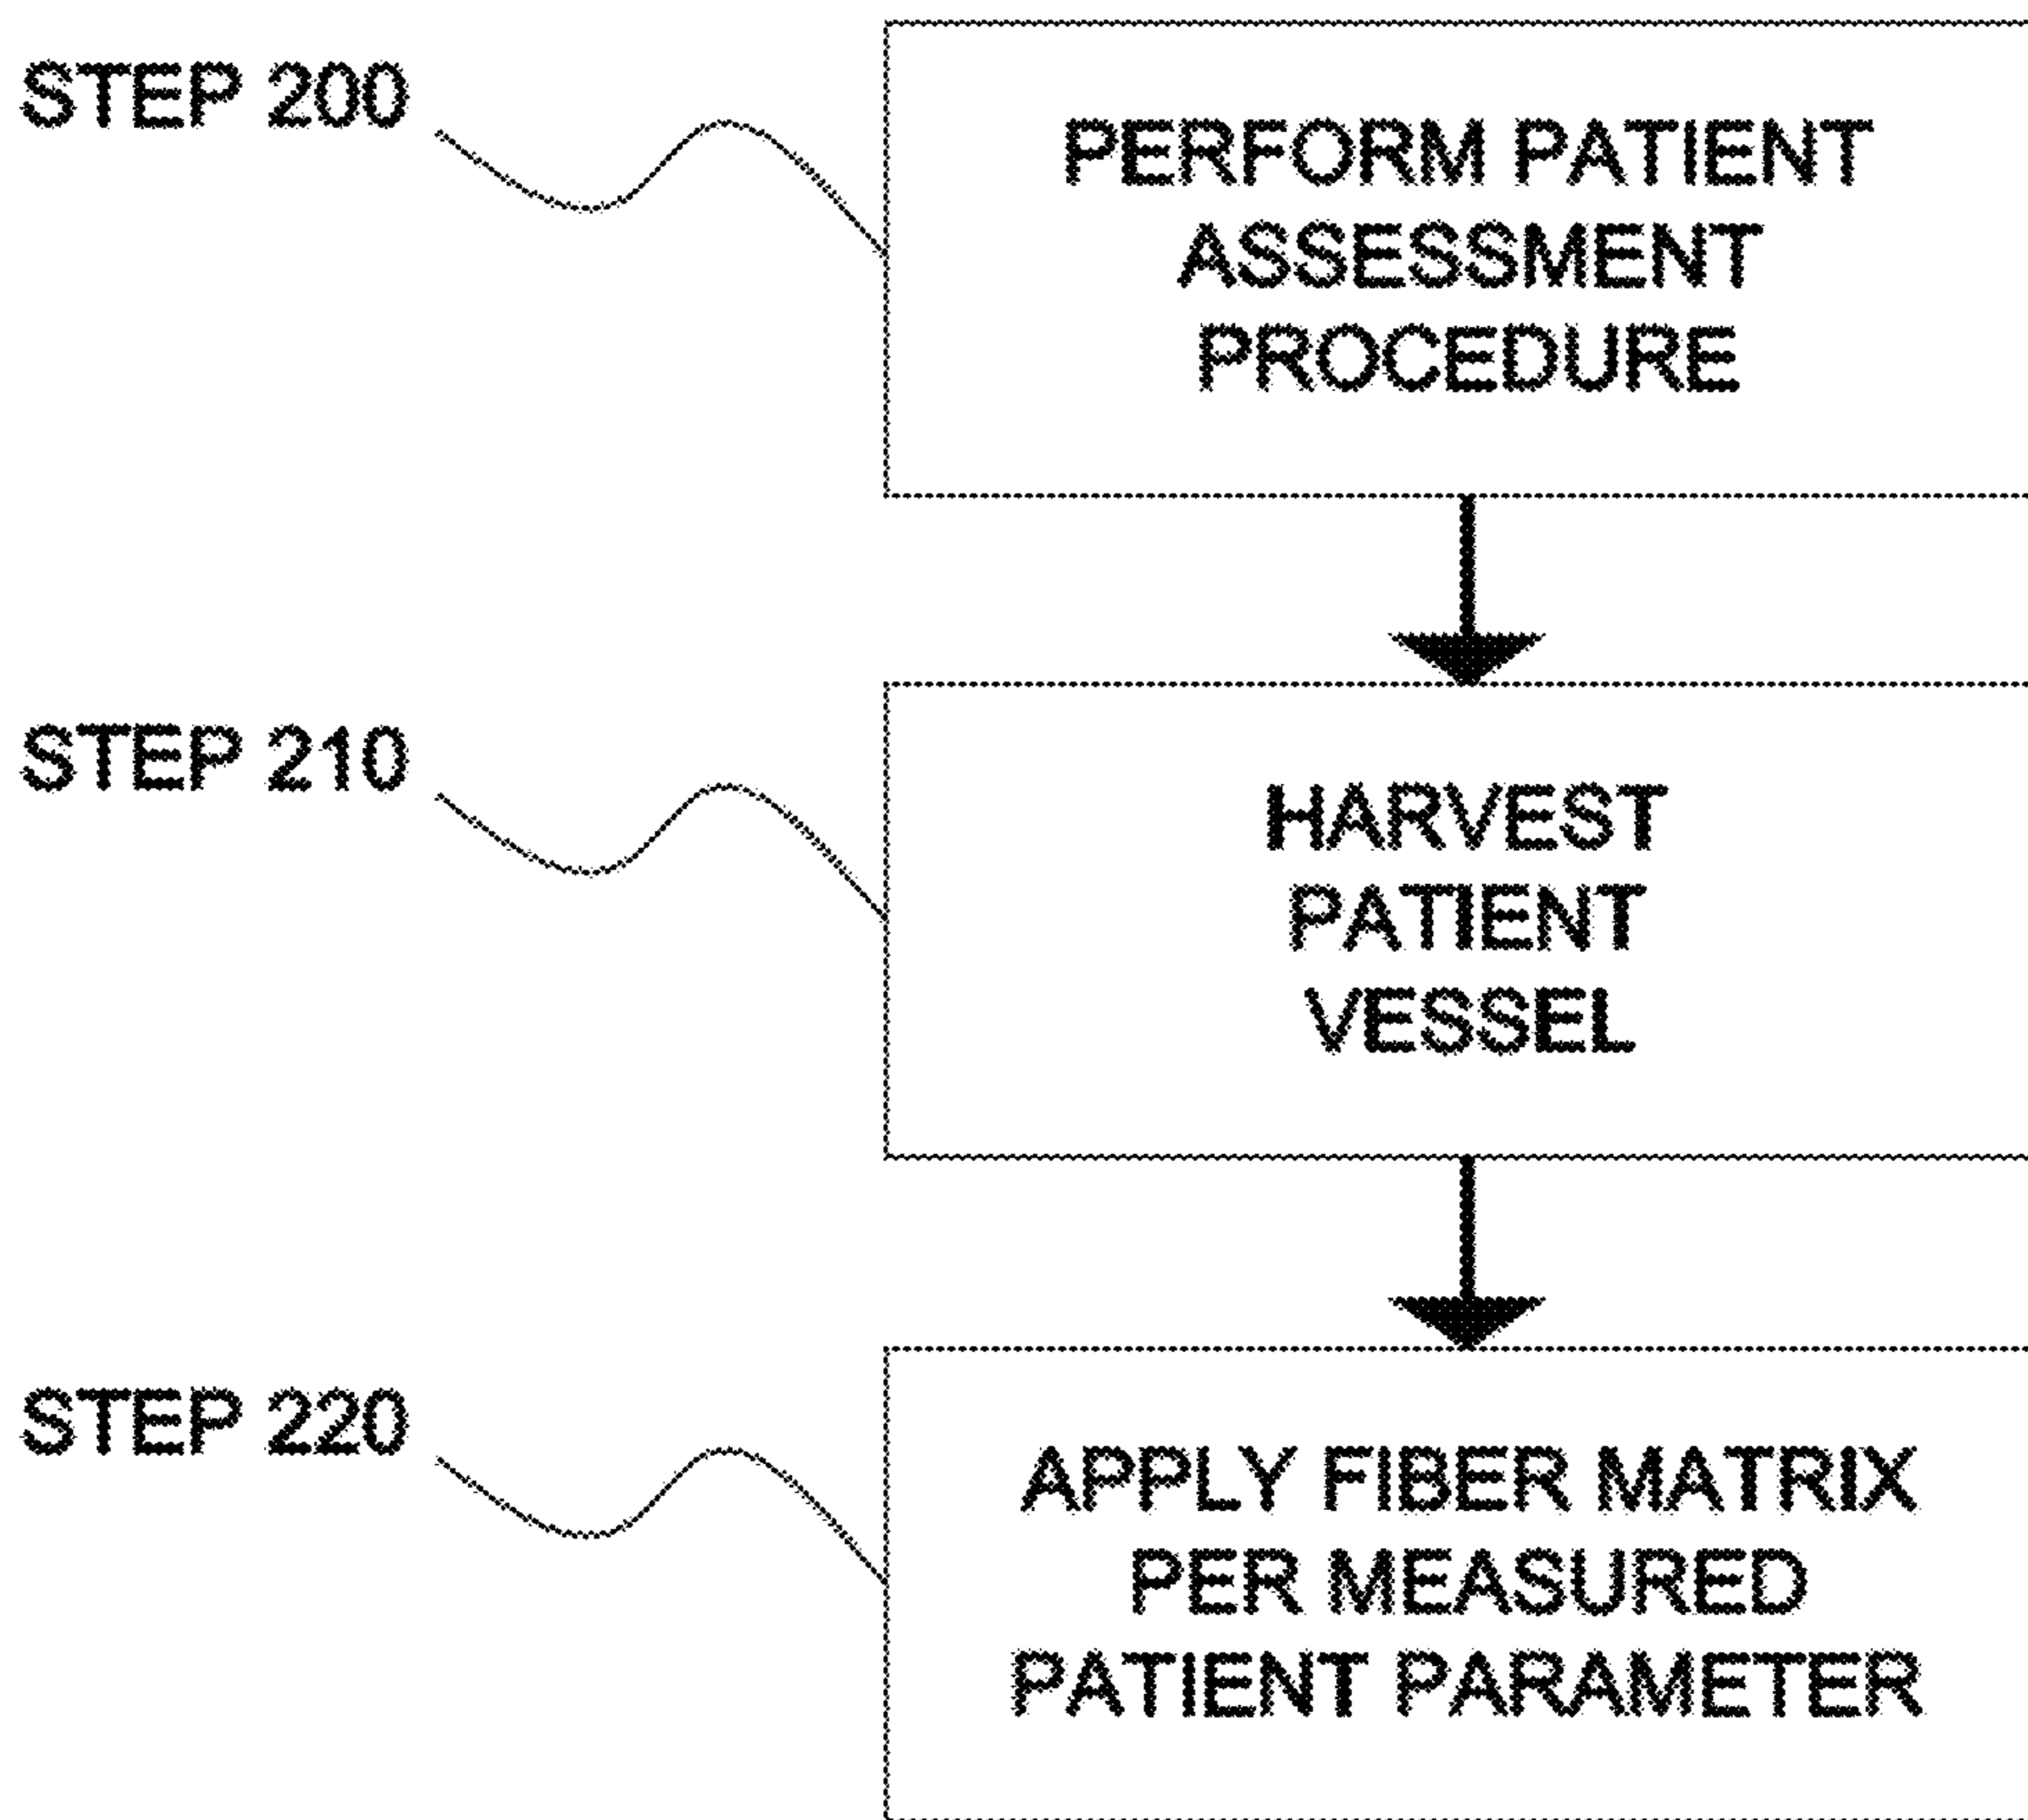 STEP 200
PERFORM PATIENT
ASSESSMENT
PROCEDURE
STEP 210
HARVEST
PATIENT
VESSEL
STEP 220
APPLY FIBER MATRIX
PER MEASURED
PATIENT PARAMETER